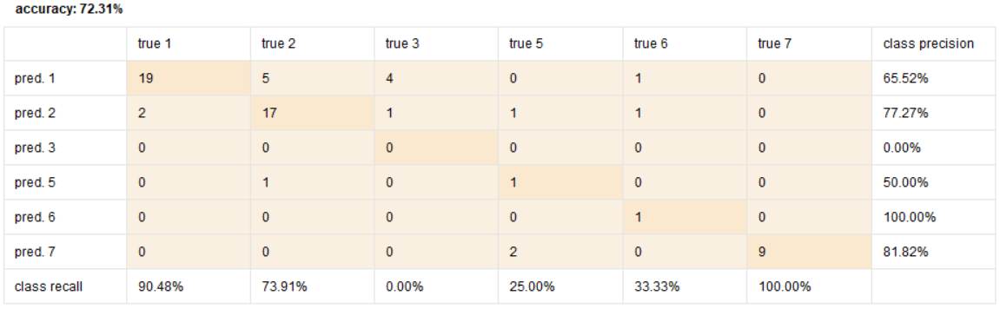 accuracy: 72.31%
true 1 true 2 true 3 true 5 true 6 true 7 class precision
pred. 1 19 5 4 0 1 0 65.52%
pred. 2 2 17 1 1 1 0 77.27%
pred. 3 0 0 0 0 0 0 0.00%
pred. 5 0 1 0 1 0 0 50.00%
pred. 6 0 0 0 0 1 0 100.00%
pred. 7 0 0 0 2 0 9 81.82%
class recall 90.48% 73.91% 0.00% 25.00% 33.33% 100.00%